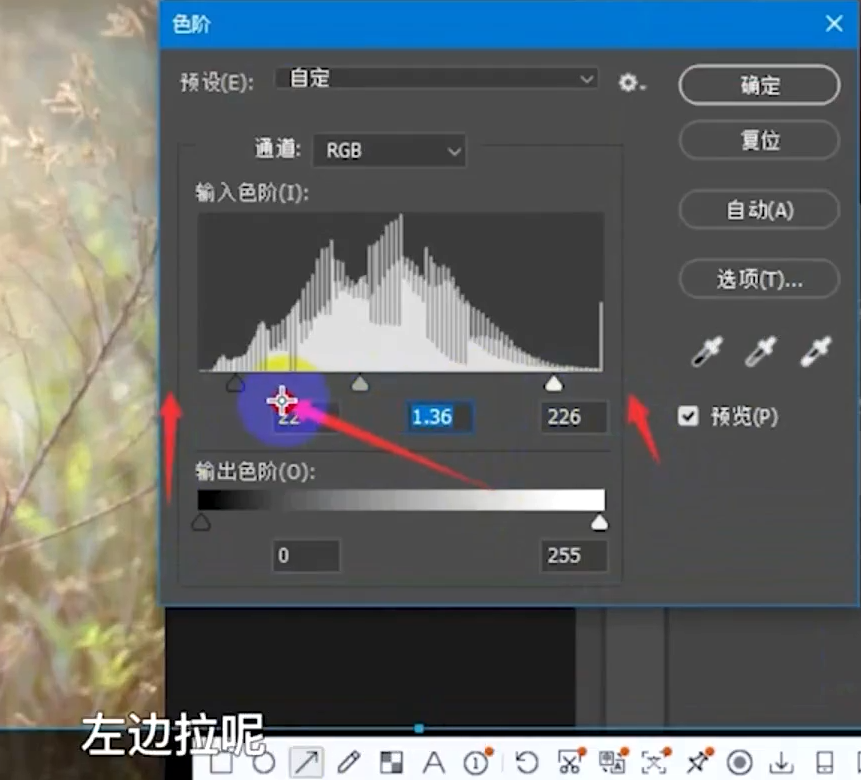 色阶
预设(E): 自定
确定
复位
通道: RGB
自动(A)
输入色阶(I):
选项(T)...
22 1.36 226
预览(P)
输出色阶(O):
0 255
左边拉呢
A 1